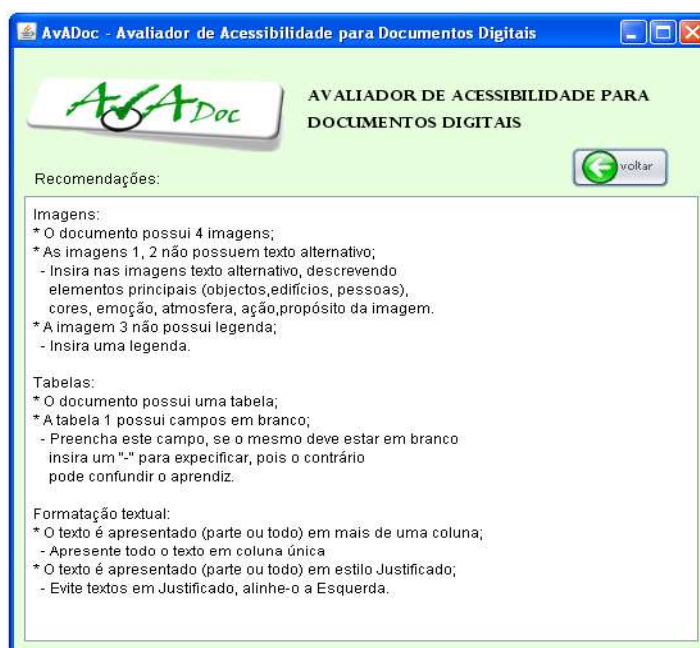 AvADoc - Avaliador de Acessibilidade para Documentos Digitais
AvADoc
AVALIADOR DE ACESSIBILIDADE PARA
DOCUMENTOS DIGITAIS
voltar
Recomendações:
Imagens:
* O documento possui 4 imagens;
* As imagens 1, 2 não possuem texto alternativo;
- Insira nas imagens texto alternativo, descrevendo
elementos principais (objectos,edifícios, pessoas),
cores, emoção, atmosfera, ação,propósito da imagem.
* A imagem 3 não possui legenda;
- Insira uma legenda.
Tabelas:
* O documento possui uma tabela;
* A tabela 1 possui campos em branco;
- Preencha este campo, se o mesmo deve estar em branco
insira um "-" para expecificar, pois o contrário
pode confundir o aprendiz.
Formatação textual:
* O texto é apresentado (parte ou todo) em mais de uma coluna;
- Apresente todo o texto em coluna única
* O texto é apresentado (parte ou todo) em estilo Justificado;
- Evite textos em Justificado, alinhe-o a Esquerda.